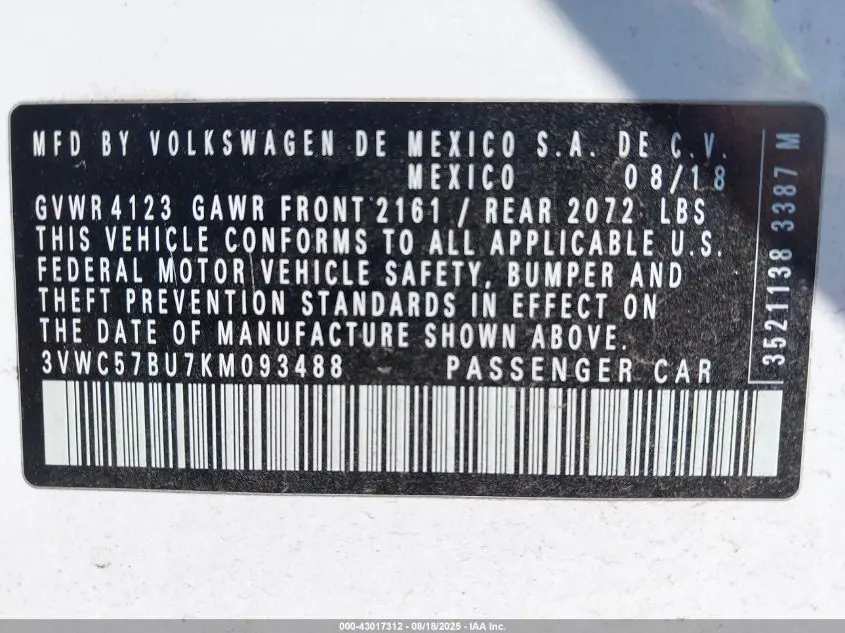 MFD BY VOLKSWAGEN DE MEXICO S.A. DE C.V.
MEXICO 08/18
GVWR 4123 GAWR FRONT 2161 / REAR 2072 LBS
THIS VEHICLE CONFORMS TO ALL APPLICABLE U.S.
FEDERAL MOTOR VEHICLE SAFETY, BUMPER AND
THEFT PREVENTION STANDARDS IN EFFECT ON
THE DATE OF MANUFACTURE SHOWN ABOVE.
3VWC57BU7KM093488 PASSENGER CAR
3521138 3387 M
000-43017312 | 08/18/2025 - IAA Inc.